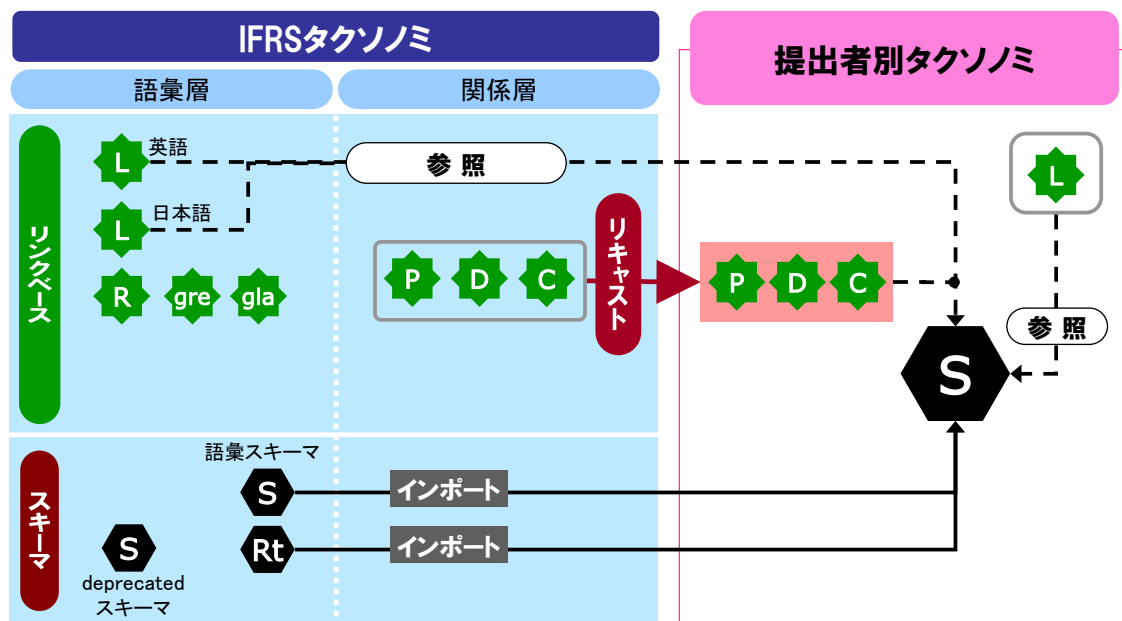 IFRSタクソノミ
提出者別タクソノミ
語彙層
関係層
リンクベース
L
英語
参 照
L
L
日本語
リキャスト
R
gre
gla
P
D
C
P
D
C
参 照
S
スキーマ
語彙スキーマ
S
インポート
S
deprecated
スキーマ
Rt
インポート